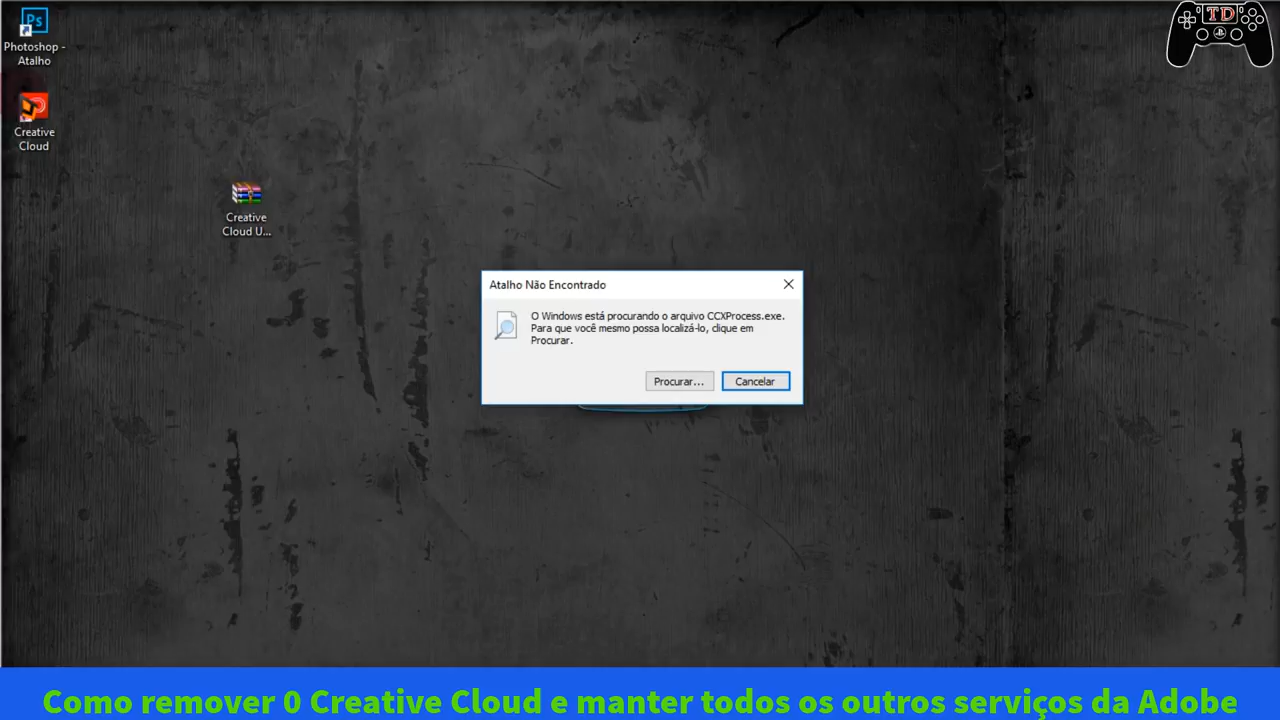 Ps
TD
Photoshop -
Atalho
Creative
Cloud
Creative
Cloud U...
Atalho Não Encontrado
O Windows está procurando o arquivo CCXProcess.exe.
Para que você mesmo possa localizá-lo, clique em
Procurar.
Procurar...
Cancelar
Como remover 0 Creative Cloud e manter todos os outros serviços da Adobe